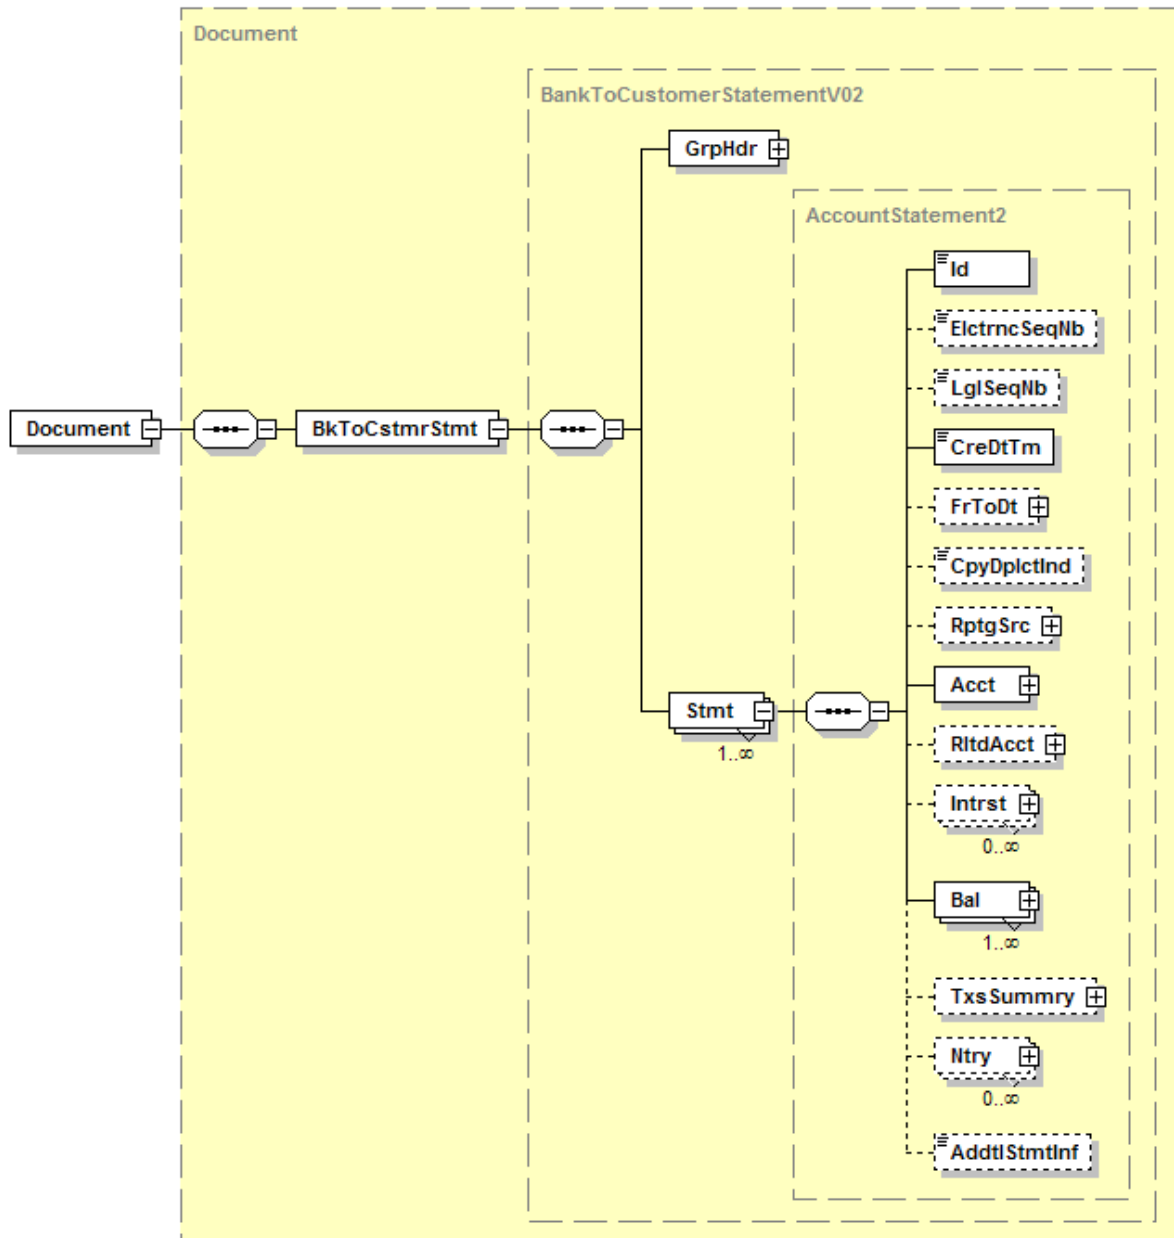 Document
BankToCustomerStatementV02
GrpHdr
AccountStatement2
Id
ElctrncSeqNb
LglSeqNb
Document
BkToCstmrStmt
CreDtTm
FrToDt
CpyDplctInd
RptgSrc
Stmt
1..∞
Acct
RltdAcct
Intrst
0..∞
Bal
1..∞
TxsSummry
Ntry
0..∞
AddtlStmtInf